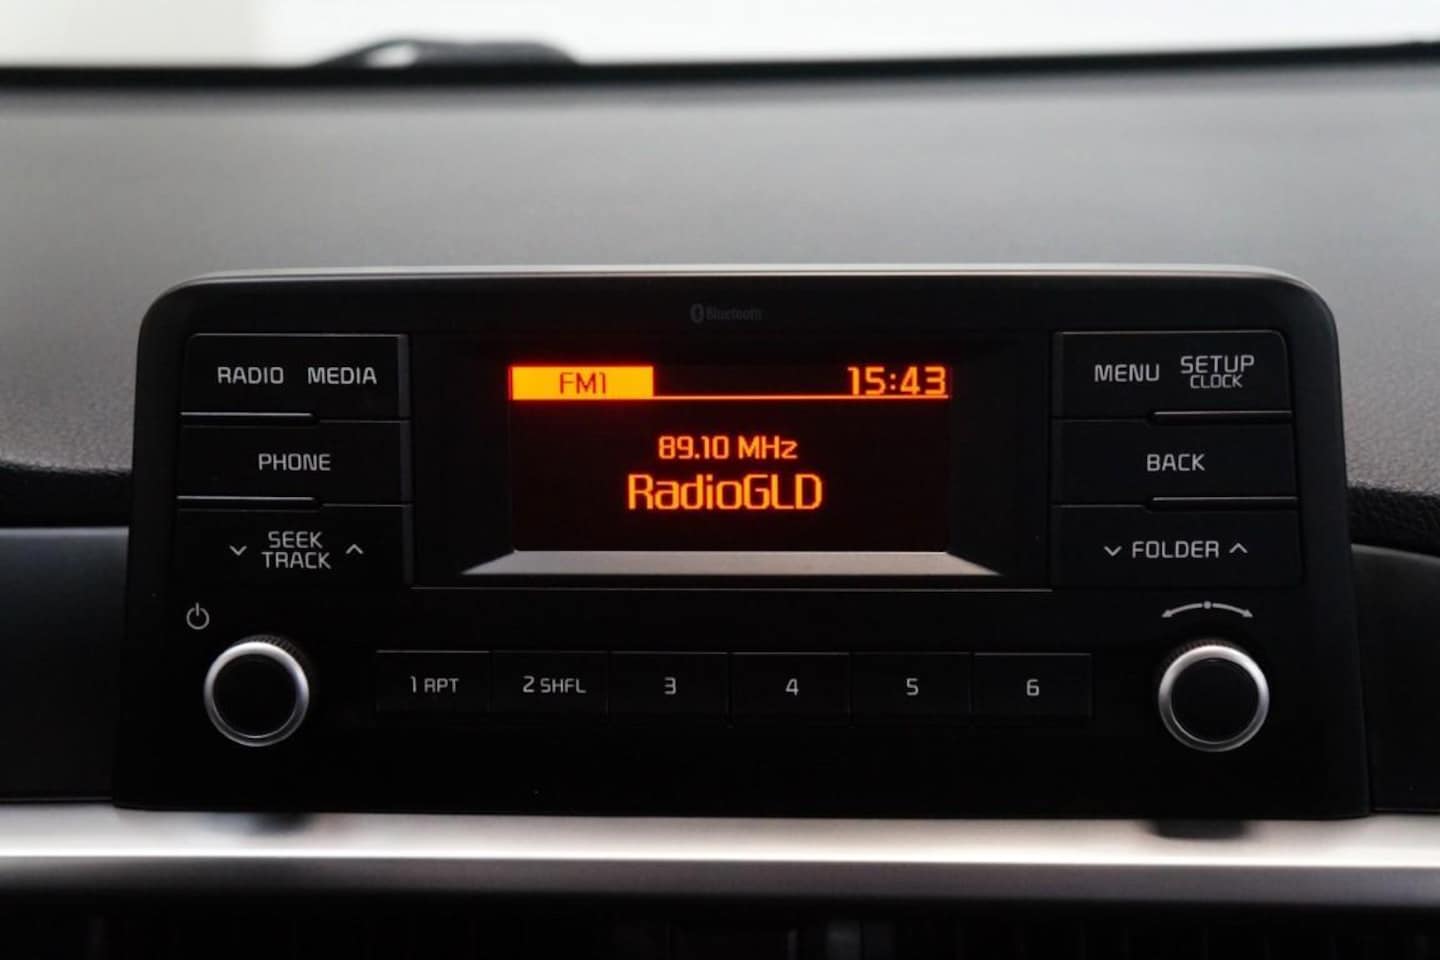 Bluetooth
RADIO MEDIA
FM1 15:43
MENU SETUP
CLOCK
89.10 MHz
PHONE
RadioGLD
BACK
SEEK
TRACK
FOLDER
1 RPT 2 SHFL 3 4 5 6